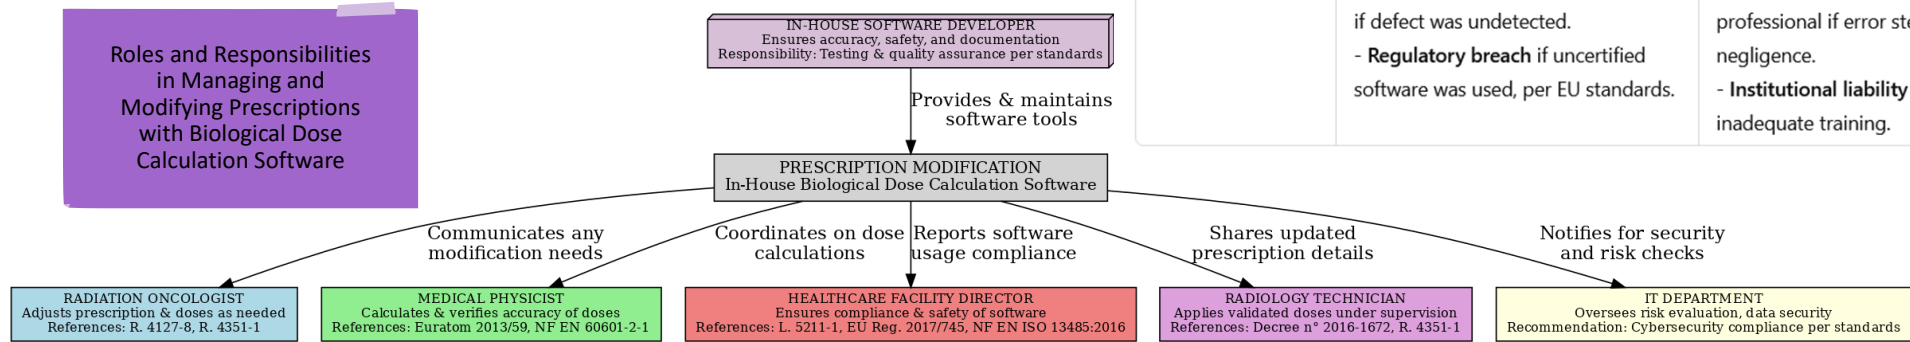 Roles and Responsibilities
in Managing and
Modifying Prescriptions
with Biological Dose
Calculation Software
IN-HOUSE SOFTWARE DEVELOPER
Ensures accuracy, safety, and documentation
Responsibility: Testing & quality assurance per standards
if defect was undetected.
- Regulatory breach if uncertified
software was used, per EU standards.
professional if error
negligence.
- Institutional liability
inadequate training.
Provides & maintains
software tools
PRESCRIPTION MODIFICATION
In-House Biological Dose Calculation Software
Communicates any
modification needs
Coordinates on dose
calculations
Reports software
usage compliance
Shares updated
prescription details
Notifies for security
and risk checks
RADIATION ONCOLOGIST
Adjusts prescription & doses as needed
References: R. 4127-8, R. 4351-1
MEDICAL PHYSICIST
Calculates & verifies accuracy of doses
References: Euratom 2013/59, NF EN 60601-2-1
HEALTHCARE FACILITY DIRECTOR
Ensures compliance & safety of software
References: L. 5211-1, EU Reg. 2017/745, NF EN ISO 13485:2016
RADIOLOGY TECHNICIAN
Applies validated doses under supervision
References: Decree n° 2016-1672, R. 4351-1
IT DEPARTMENT
Oversees risk evaluation, data security
Recommendation: Cybersecurity compliance per standards